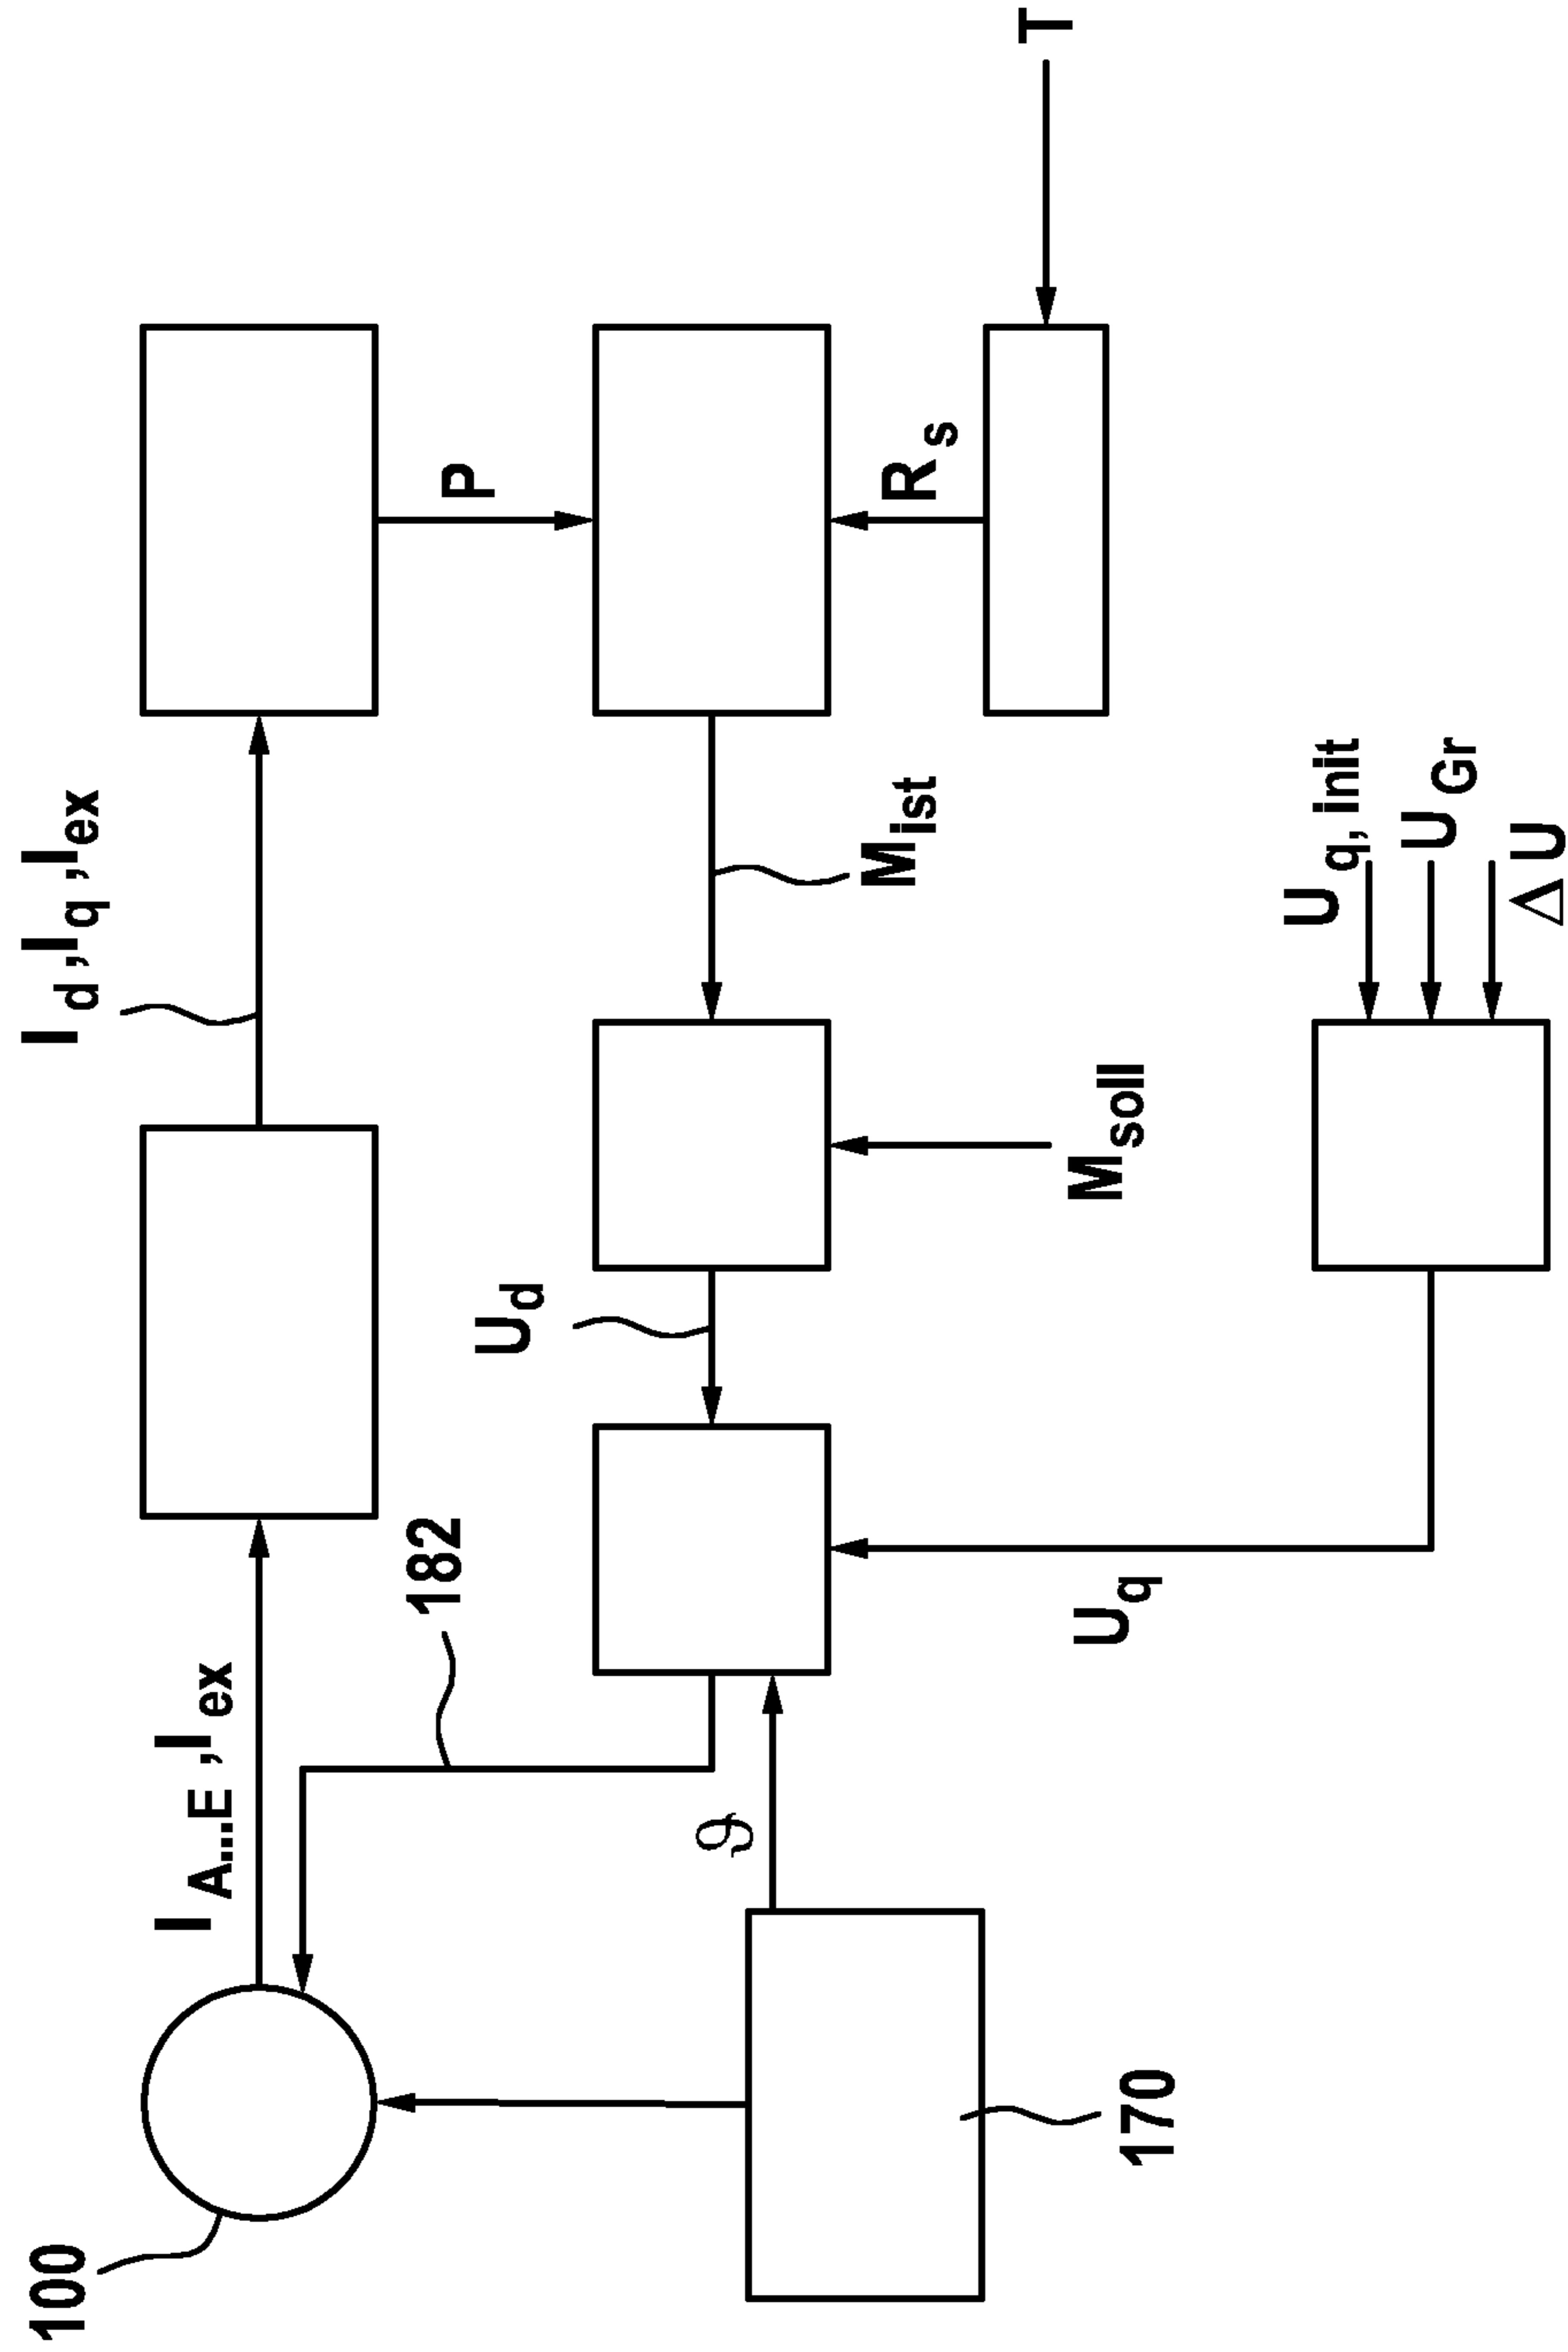 100
I A...E ,I ex
I d ,I q ,I ex
182
U d
P
ϑ
M ist
R s
T
170
U q
M soll
U q, init
U Gr
Δ U